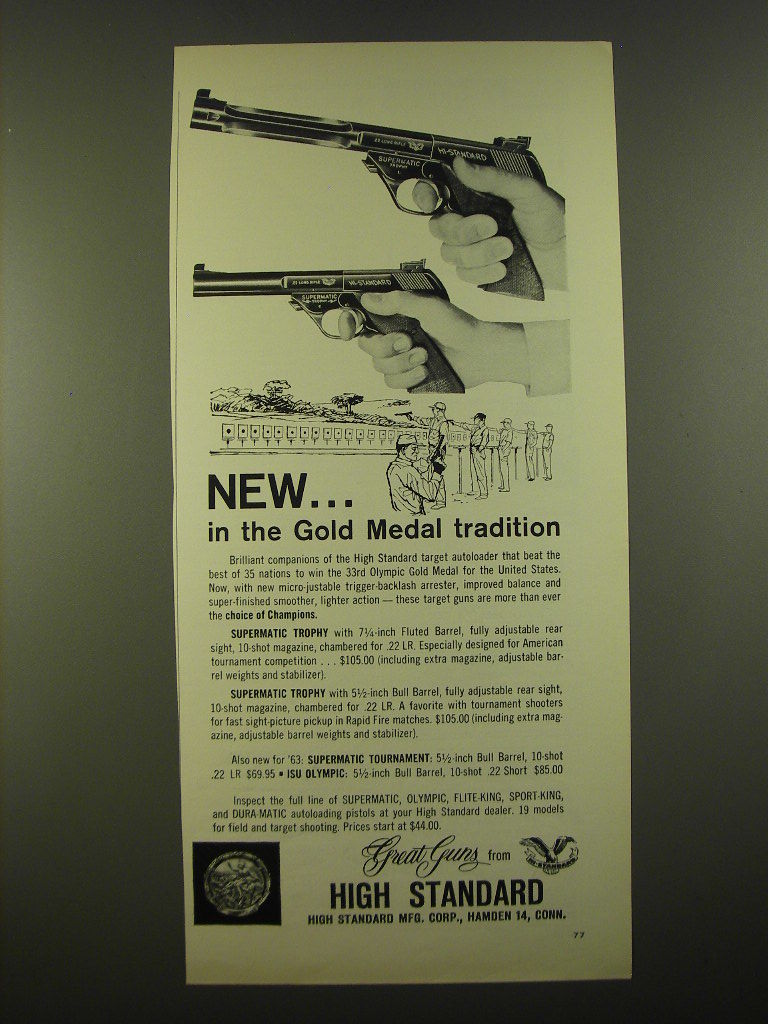 .22 LONG RIFLE
HI-STANDARD
SUPERMATIC
TROPHY
.22 LONG RIFLE
HI-STANDARD
SUPERMATIC
TROPHY
NEW...
in the Gold Medal tradition
Brilliant companions of the High Standard target autoloader that beat the
best of 35 nations to win the 33rd Olympic Gold Medal for the United States.
Now, with new micro-justable trigger-backlash arrester, improved balance and
super-finished smoother, lighter action — these target guns are more than ever
the choice of Champions.
SUPERMATIC TROPHY with 7¼-inch Fluted Barrel, fully adjustable rear
sight, 10-shot magazine, chambered for .22 LR. Especially designed for American
tournament competition . . . $105.00 (including extra magazine, adjustable bar-
rel weights and stabilizer).
SUPERMATIC TROPHY with 5½-inch Bull Barrel, fully adjustable rear sight,
10-shot magazine, chambered for .22 LR. A favorite with tournament shooters
for fast sight-picture pickup in Rapid Fire matches. $105.00 (including extra mag-
azine, adjustable barrel weights and stabilizer).
Also new for '63: SUPERMATIC TOURNAMENT: 5½-inch Bull Barrel, 10-shot
.22 LR $69.95 ▪ ISU OLYMPIC: 5½-inch Bull Barrel, 10-shot .22 Short $85.00
Inspect the full line of SUPERMATIC, OLYMPIC, FLITE-KING, SPORT-KING,
and DURA-MATIC autoloading pistols at your High Standard dealer. 19 models
for field and target shooting. Prices start at $44.00.
Great Guns from
HI-STANDARD
HIGH STANDARD
HIGH STANDARD MFG. CORP., HAMDEN 14, CONN.
77